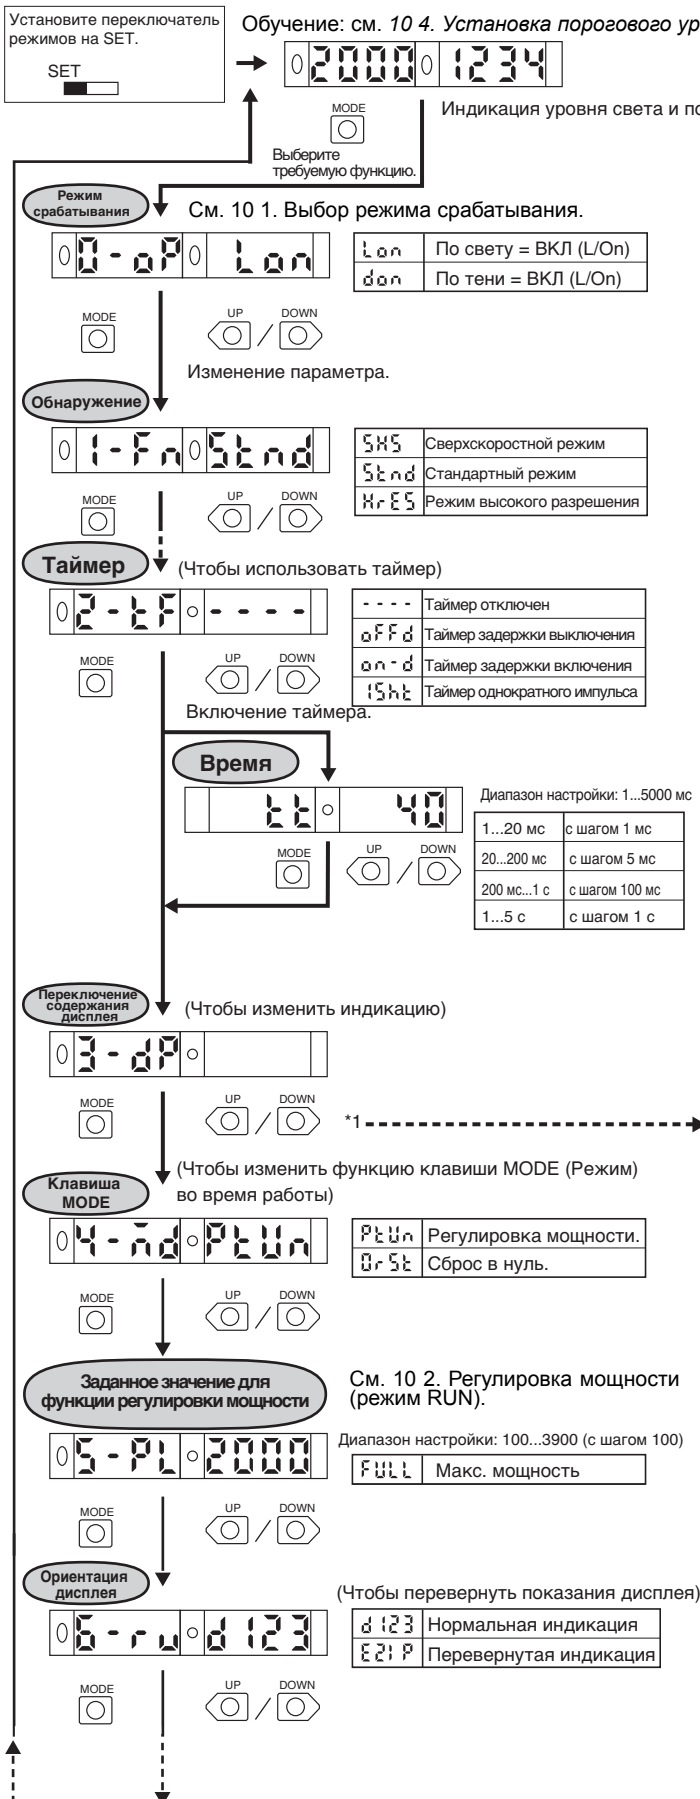 Установите переключатель
режимов на SET.
SET
Обучение: см. 10 4. Установка порогового ур
2000 1234
MODE
Индикация уровня света и по
Выберите
требуемую функцию.
Режим
срабатывания
См. 10 1. Выбор режима срабатывания.
0-oP Lon
Lon По свету = ВКЛ (L/On)
don По тени = ВКЛ (L/On)
MODE UP DOWN
Изменение параметра.
Обнаружение
1-Fn Stnd
SHS Сверхскоростной режим
Stnd Стандартный режим
HrES Режим высокого разрешения
MODE UP DOWN
Таймер
(Чтобы использовать таймер)
2-tF ----
---- Таймер отключен
oFFd Таймер задержки выключения
on-d Таймер задержки включения
1Sht Таймер однократного импульса
MODE UP DOWN
Включение таймера.
Время
tt 40
Диапазон настройки: 1...5000 мс
1...20 мс с шагом 1 мс
20...200 мс с шагом 5 мс
200 мс...1 с с шагом 100 мс
1...5 с с шагом 1 с
MODE UP DOWN
Переключение
содержания
дисплея
(Чтобы изменить индикацию)
3-dP
MODE UP DOWN
*1
Клавиша
MODE
(Чтобы изменить функцию клавиши MODE (Режим)
во время работы)
4-md PtUn
PtUn Регулировка мощности.
0rSt Сброс в нуль.
MODE UP DOWN
Заданное значение для
функции регулировки мощности
См. 10 2. Регулировка мощности
(режим RUN).
5-PL 2000
Диапазон настройки: 100...3900 (с шагом 100)
FULL Макс. мощность
MODE UP DOWN
Ориентация
дисплея
(Чтобы перевернуть показания дисплея)
6-ru d123
d123 Нормальная индикация
E21P Перевернутая индикация
MODE UP DOWN